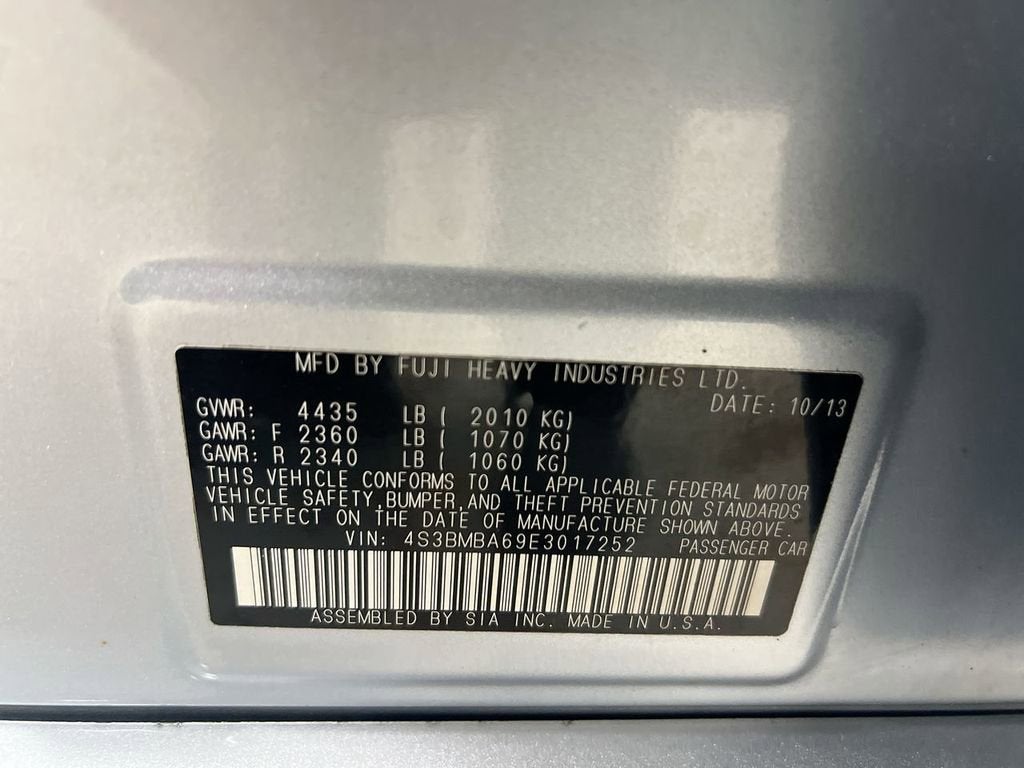 MFD BY FUJI HEAVY INDUSTRIES LTD.
DATE: 10/13
GVWR: 4435 LB ( 2010 KG)
GAWR: F 2360 LB ( 1070 KG)
GAWR: R 2340 LB ( 1060 KG)
THIS VEHICLE CONFORMS TO ALL APPLICABLE FEDERAL MOTOR
VEHICLE SAFETY,BUMPER,AND THEFT PREVENTION STANDARDS
IN EFFECT ON THE DATE OF MANUFACTURE SHOWN ABOVE.
VIN: 4S3BMBA69E3017252 PASSENGER CAR
ASSEMBLED BY SIA INC. MADE IN U.S.A.